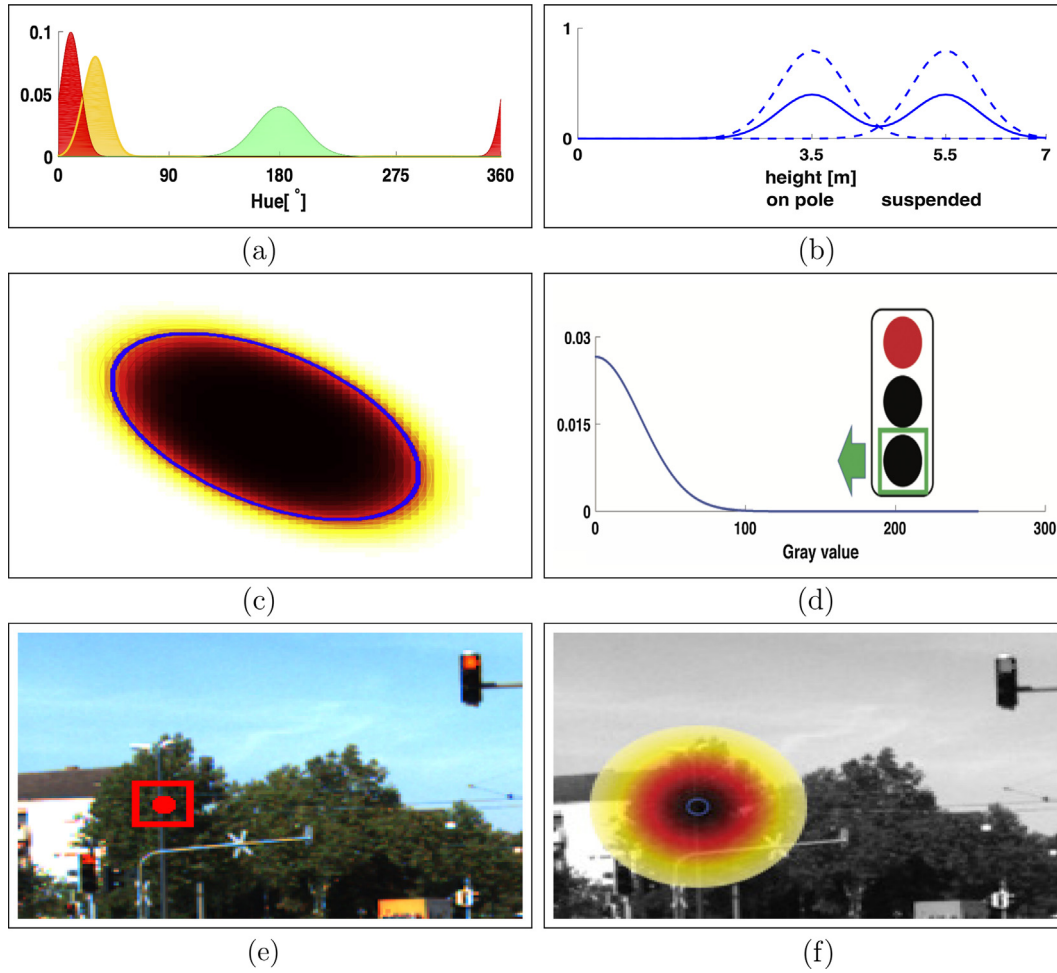 0.1
0.05
0
0 90 180 275 360
Hue[ °]
(a)
1
0
0 3.5 5.5 7
height [m]
on pole suspended
(b)
(c)
0.03
0.015
0
0 100 200 300
Gray value
(d)
(e)
(f)